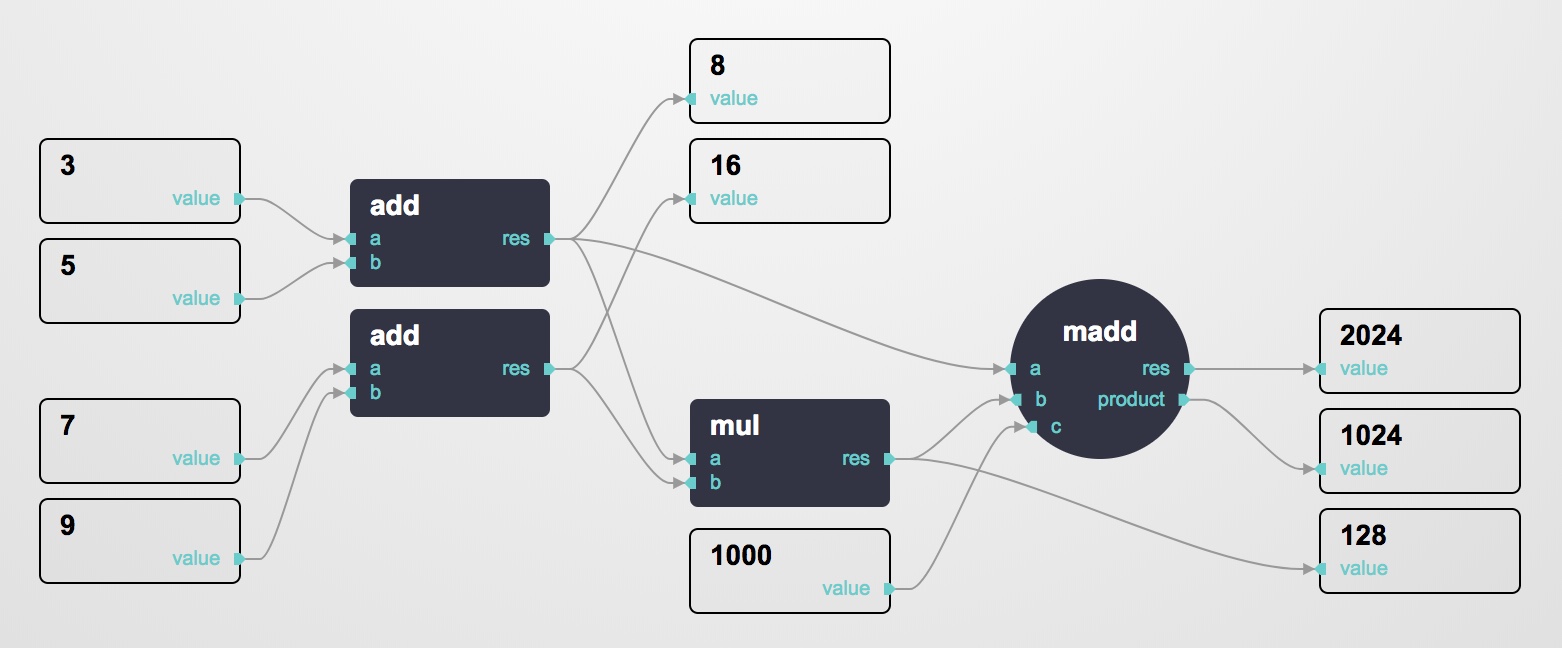 3
value
5
value
7
value
9
value
add
a res
b
add
a res
b
8
value
16
value
mul
a res
b
1000
value
madd
a res
b product
c
2024
value
1024
value
128
value